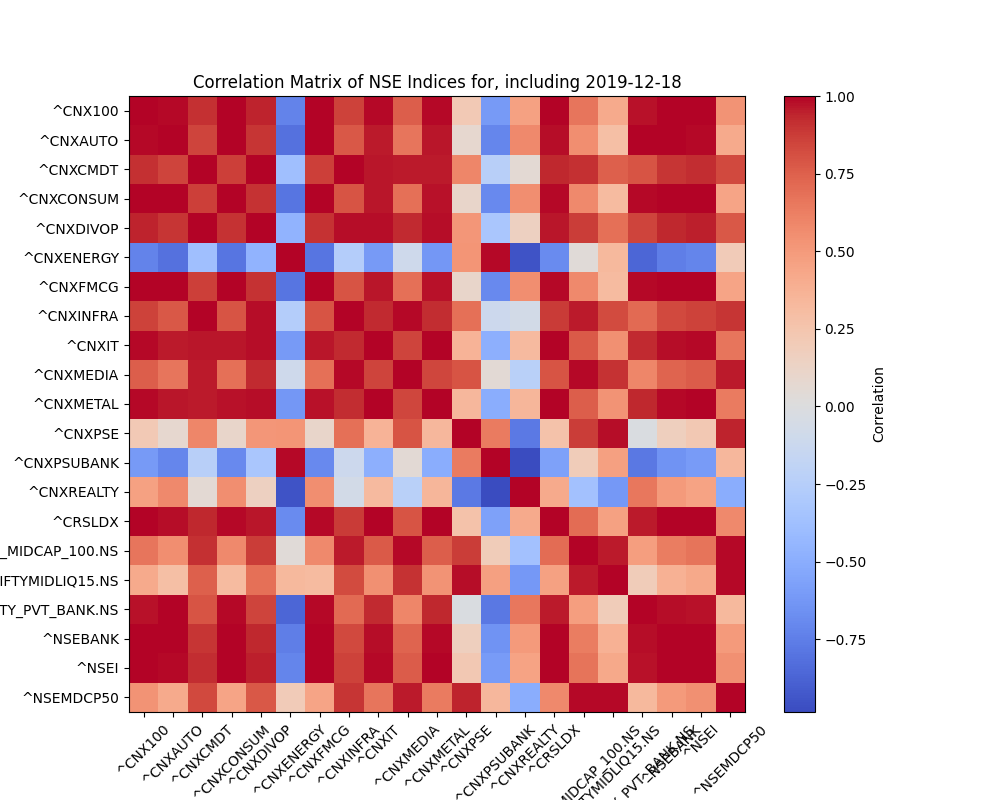 Correlation Matrix of NSE Indices for, including 2019-12-18
^CNX100
^CNXAUTO
^CNXCMDT
^CNXCONSUM
^CNXDIVOP
^CNXENERGY
^CNXFMCG
^CNXINFRA
^CNXIT
^CNXMEDIA
^CNXMETAL
^CNXPSE
^CNXPSUBANK
^CNXREALTY
^CRSLDX
_MIDCAP_100.NS
IFTYMIDLIQ15.NS
TY_PVT_BANK.NS
^NSEBANK
^NSEI
^NSEMDCP50
^CNX100
^CNXAUTO
^CNXCMDT
^CNXCONSUM
^CNXDIVOP
^CNXENERGY
^CNXFMCG
^CNXINFRA
^CNXIT
^CNXMEDIA
^CNXMETAL
^CNXPSE
^CNXPSUBANK
^CNXREALTY
^CRSLDX
MIDCAP_100.NS
TYMIDLIQ15.NS
_PVT_BANK.NS
^NSEBANK
^NSEI
^NSEMDCP50
1.00
0.75
0.50
0.25
0.00
−0.25
−0.50
−0.75
Correlation